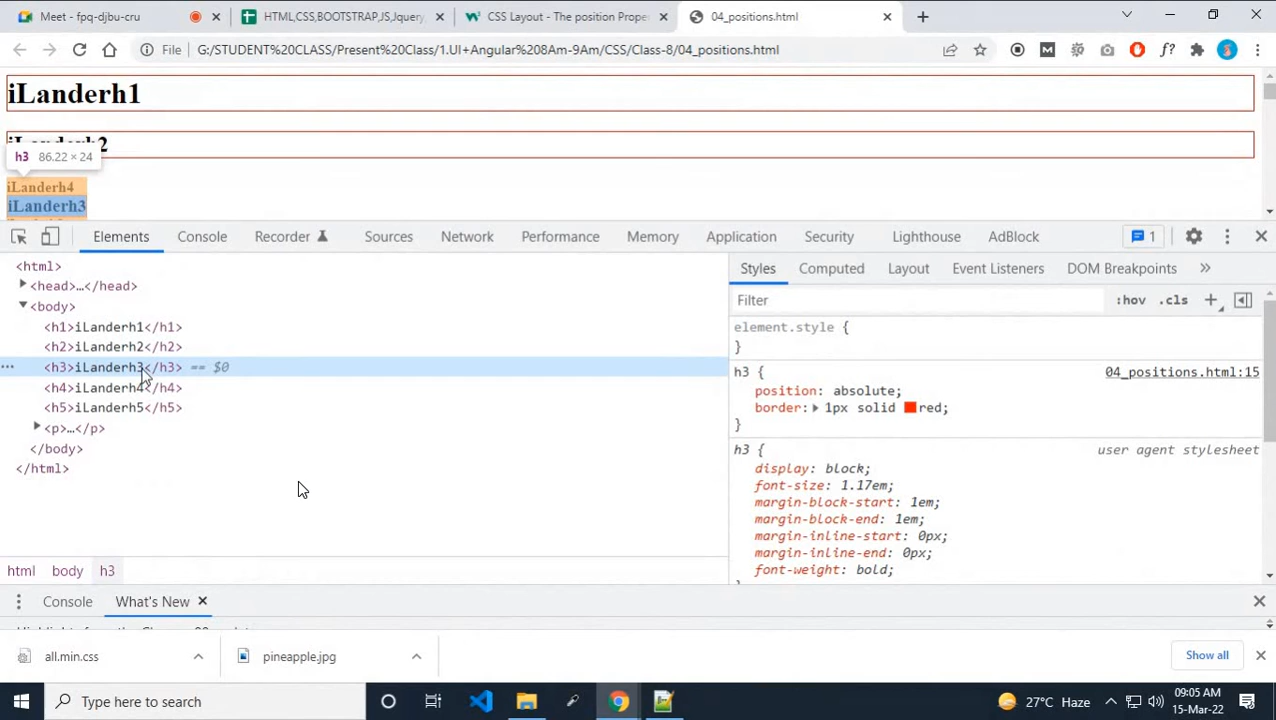 Meet - fpq-djbu-cru
HTML,CSS,BOOTSTRAP,JS,Jquery,
CSS Layout - The position Prope
04_positions.html
File
G:/STUDENT%20CLASS/Present%20Class/1.UI+Angular%208Am-9Am/CSS/Class-8/04_positions.html
iLanderh1
iLanderh2
h3 86.22 × 24
iLanderh4
iLanderh3
Elements Console Recorder Sources Network Performance Memory Application Security Lighthouse AdBlock 1
<html>
<head>…</head>
<body>
<h1>iLanderh1</h1>
<h2>iLanderh2</h2>
<h3>iLanderh3</h3> == $0
<h4>iLanderh4</h4>
<h5>iLanderh5</h5>
<p>…</p>
</body>
</html>
html body h3
Styles Computed Layout Event Listeners DOM Breakpoints
Filter :hov .cls
element.style {
}
h3 { 04_positions.html:15
position: absolute;
border: 1px solid red;
}
h3 { user agent stylesheet
display: block;
font-size: 1.17em;
margin-block-start: 1em;
margin-block-end: 1em;
margin-inline-start: 0px;
margin-inline-end: 0px;
font-weight: bold;
Console What's New
all.min.css
pineapple.jpg
Show all
Type here to search
27°C Haze
09:05 AM
15-Mar-22